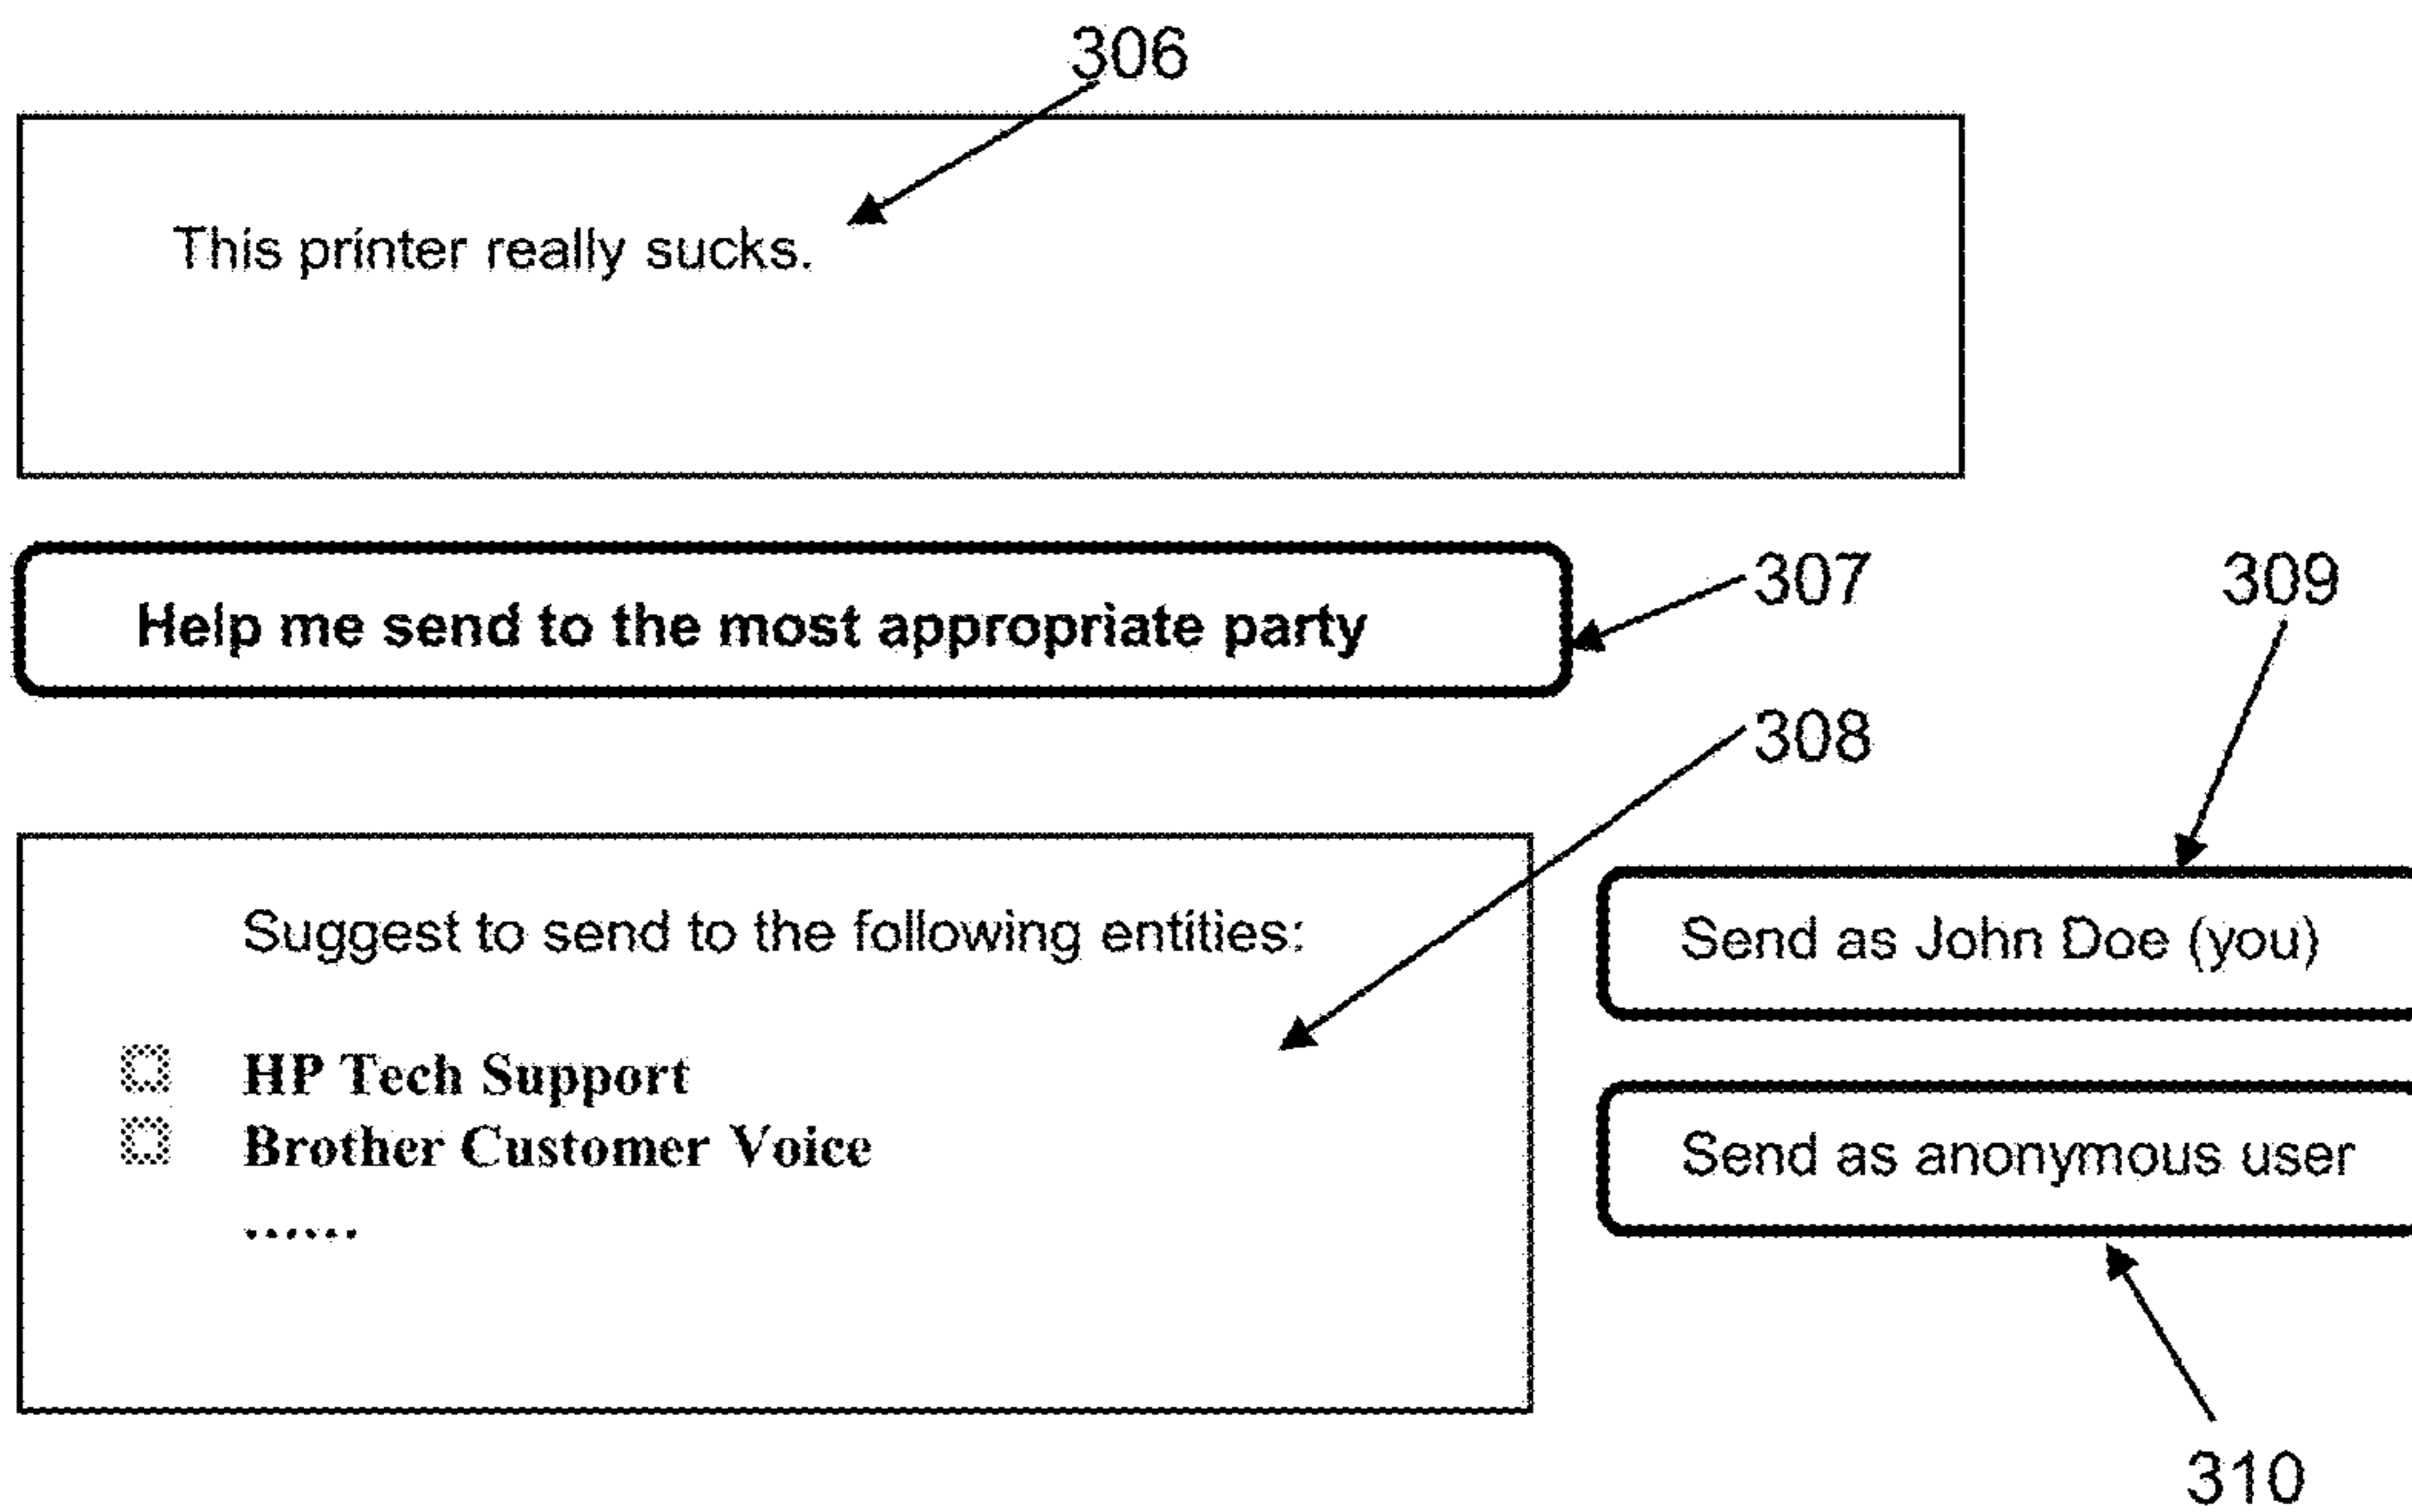 306
This printer really sucks.
Help me send to the most appropriate party
307
309
308
Suggest to send to the following entities:
HP Tech Support
Brother Customer Voice
......
Send as John Doe (you)
Send as anonymous user
310